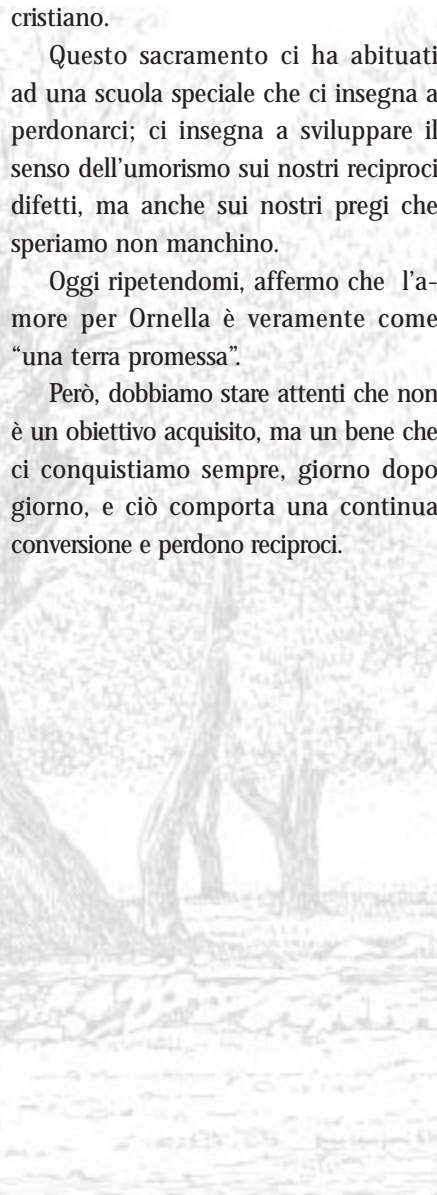 cristiano.
Questo sacramento ci ha abituati
ad una scuola speciale che ci insegna a
perdonarci; ci insegna a sviluppare il
senso dell'umorismo sui nostri reciproci
difetti, ma anche sui nostri pregi che
speriamo non manchino.
Oggi ripetendomi, affermo che l'a-
more per Ornella è veramente come
“una terra promessa”.
Però, dobbiamo stare attenti che non
è un obiettivo acquisito, ma un bene che
ci conquistiamo sempre, giorno dopo
giorno, e ciò comporta una continua
conversione e perdono reciproci.